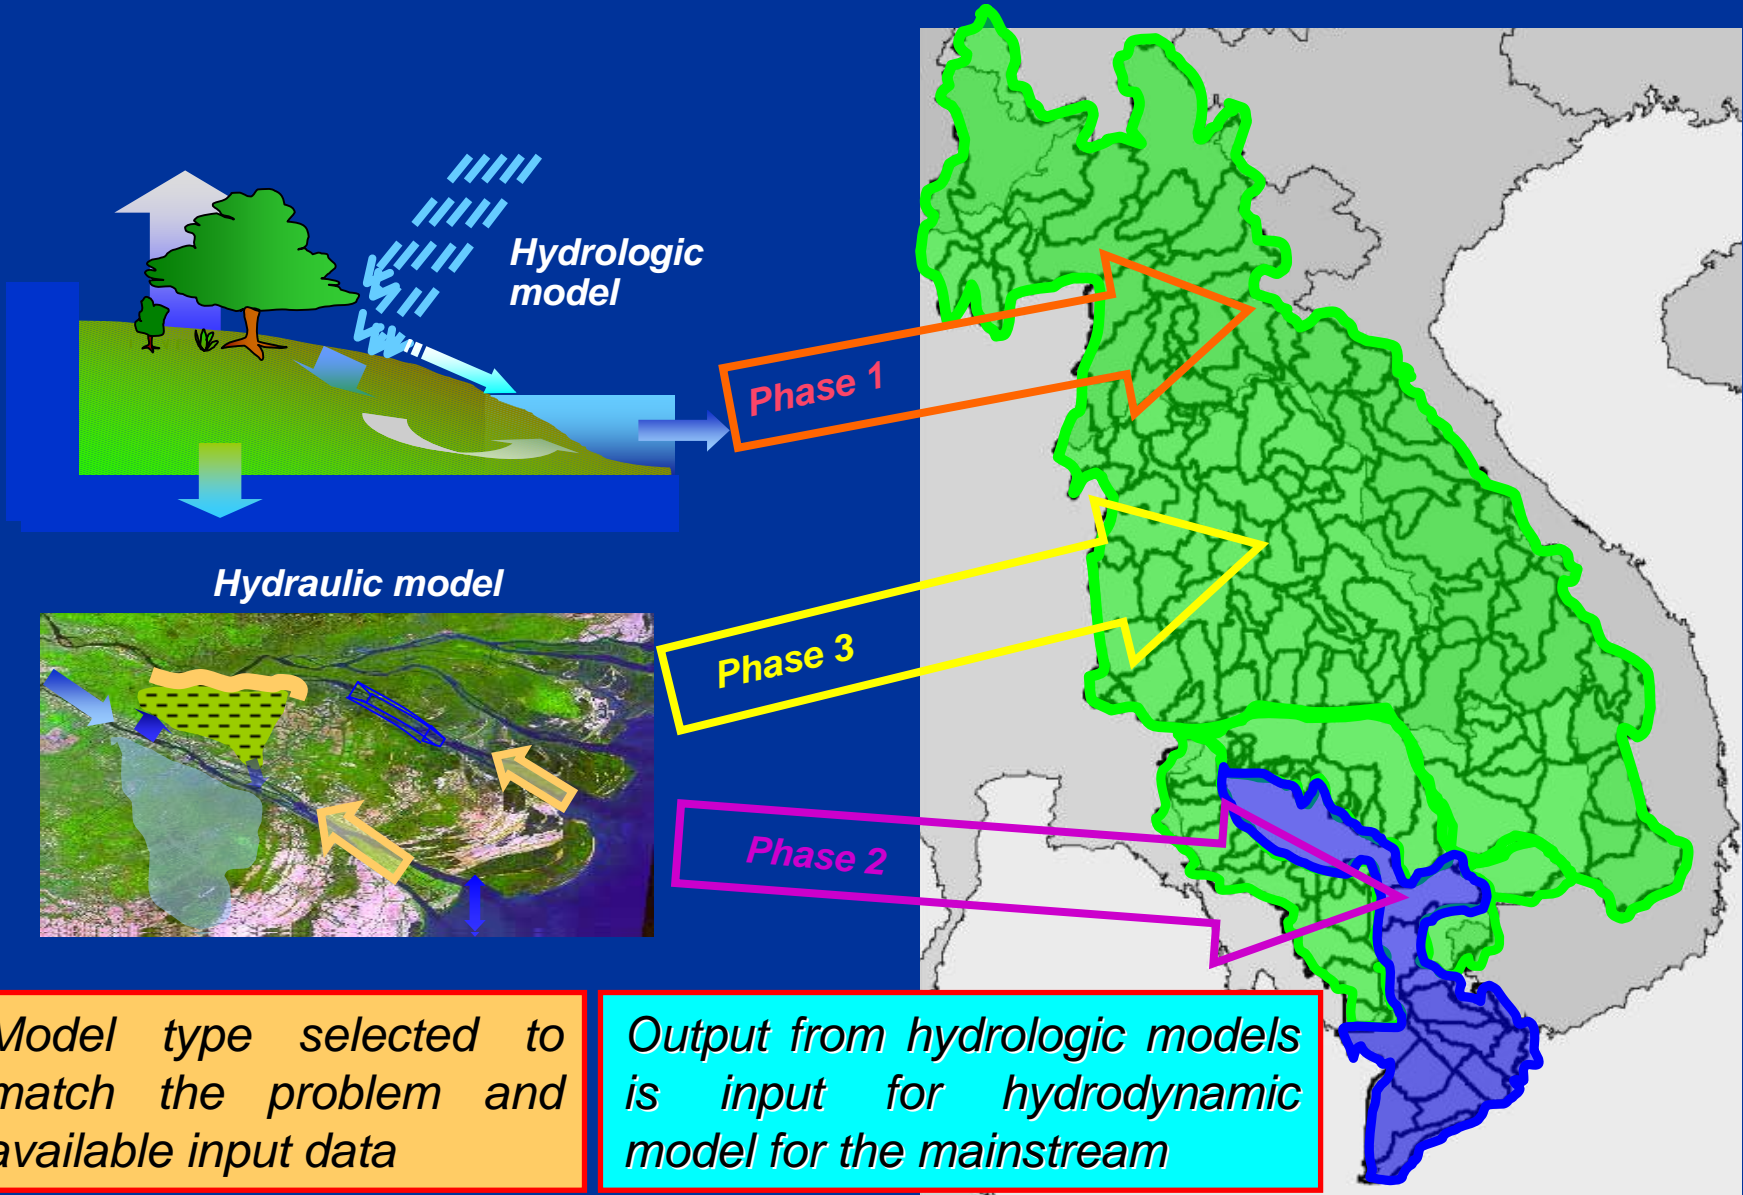 Hydrologic
model
Phase 1
Hydraulic model
Phase 3
Phase 2
Model type selected to
match the problem and
available input data
Output from hydrologic models
is input for hydrodynamic
model for the mainstream